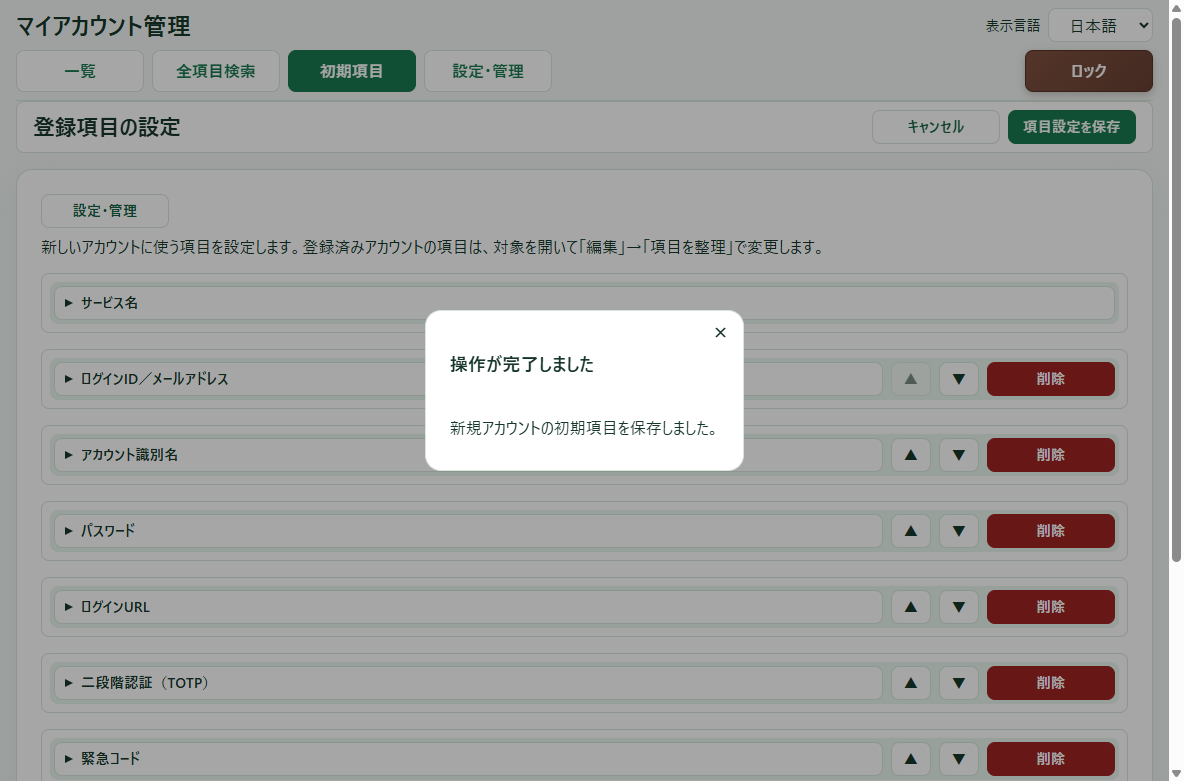 マイアカウント管理
表示言語 日本語
一覧 全項目検索 初期項目 設定・管理 ロック
登録項目の設定 キャンセル 項目設定を保存
設定・管理
新しいアカウントに使う項目を設定します。登録済みアカウントの項目は、対象を開いて「編集」→「項目を整理」で変更します。
▶ サービス名
×
操作が完了しました
新規アカウントの初期項目を保存しました。
▶ ログインID／メールアドレス ▲ ▼ 削除
▶ アカウント識別名 ▲ ▼ 削除
▶ パスワード ▲ ▼ 削除
▶ ログインURL ▲ ▼ 削除
▶ 二段階認証（TOTP） ▲ ▼ 削除
▶ 緊急コード ▲ ▼ 削除